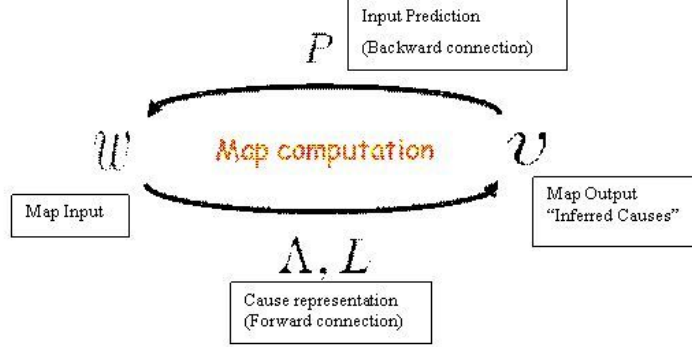 Input Prediction
(Backward connection)
P
u
Map computation
υ
Map Input
Map Output
“Inferred Causes”
Λ, L
Cause representation
(Forward connection)